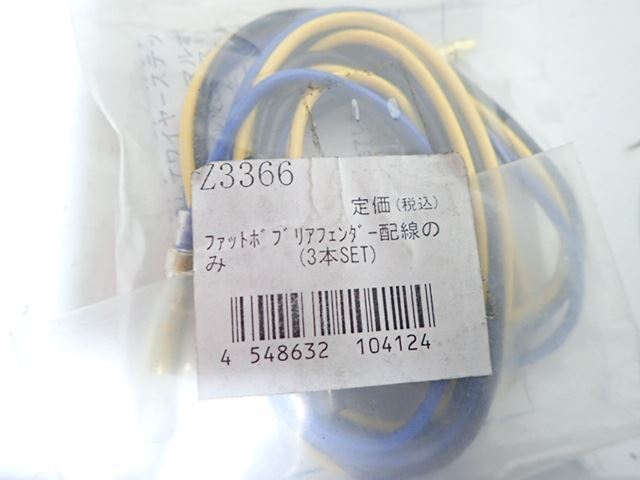 Z3366
定価(税込)
ﾌｧｯﾄﾎﾞﾌﾞﾘｱﾌｪﾝﾀﾞｰ配線の
み (3本SET)
4 548632 104124